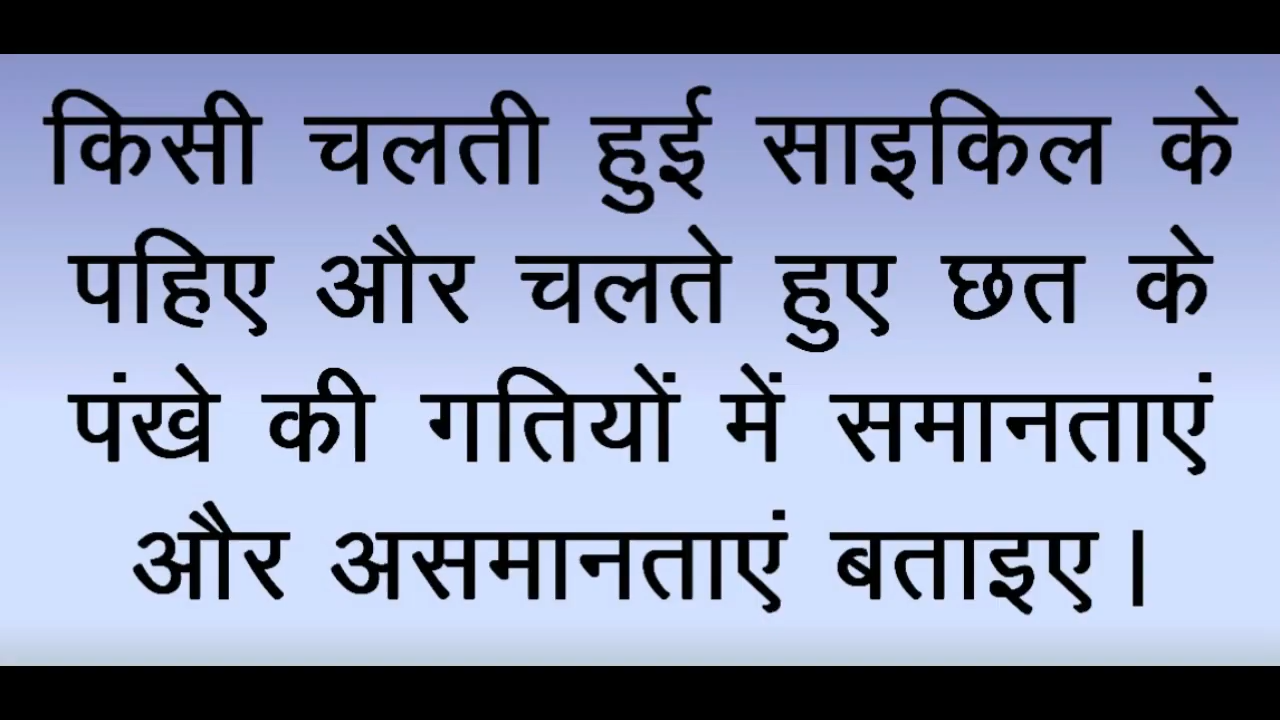 किसी चलती हुई साइकिल के
पहिए और चलते हुए छत के
पंखे की गतियों में समानताएं
और असमानताएं बताइए।